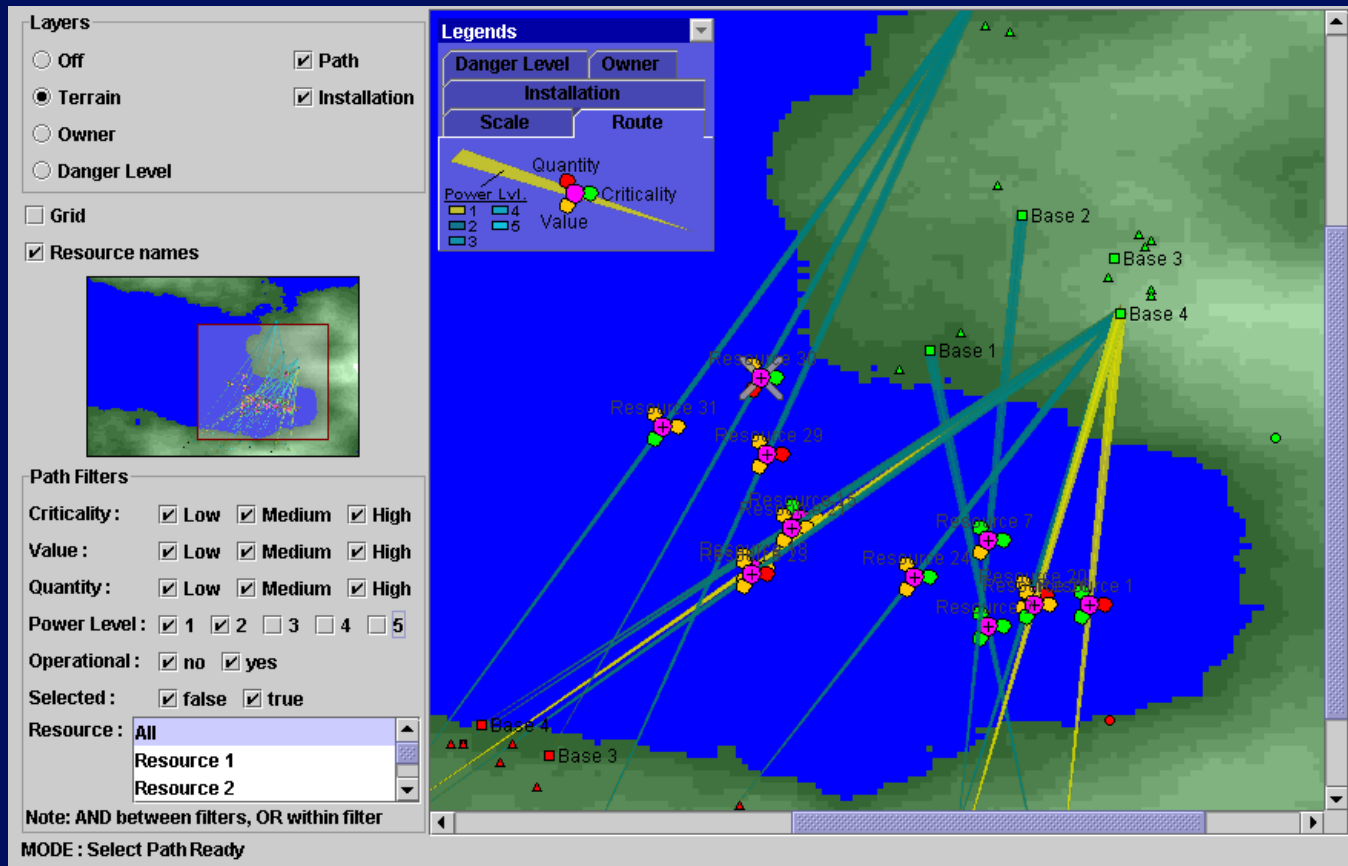 Layers
Off
Path
Terrain
Installation
Owner
Danger Level
Grid
Resource names
Path Filters
Criticality : Low Medium High
Value : Low Medium High
Quantity : Low Medium High
Power Level : 1 2 3 4 5
Operational : no yes
Selected : false true
Resource : All
Resource 1
Resource 2
Note: AND between filters, OR within filter
MODE : Select Path Ready
Legends
Danger Level Owner
Installation
Scale Route
Quantity
Criticality
Value
Power Lvl.
1 4
2 5
3
Base 2
Base 3
Base 4
Base 1
Resource 30
Resource 31
Resource 29
Resource 7
Resource 24
Resource 1
Base 4
Base 3